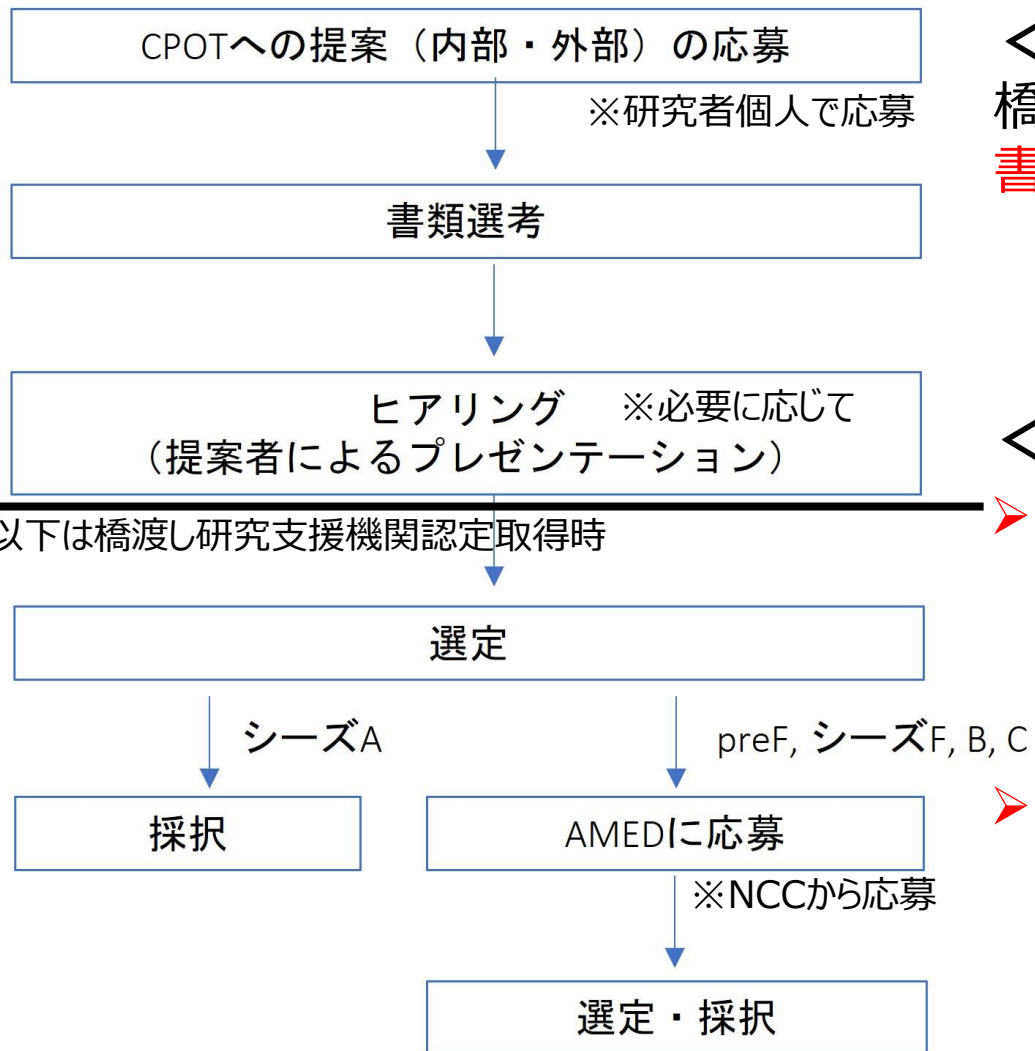 CPOTへの提案（内部・外部）の応募
※研究者個人で応募
書類選考
ヒアリング　※必要に応じて
（提案者によるプレゼンテーション）
以下は橋渡し研究支援機関認定取得時
選定
シーズA
preF, シーズF, B, C
採択
AMEDに応募
※NCCから応募
選定・採択
＜
橋
書
＜
➢
➢